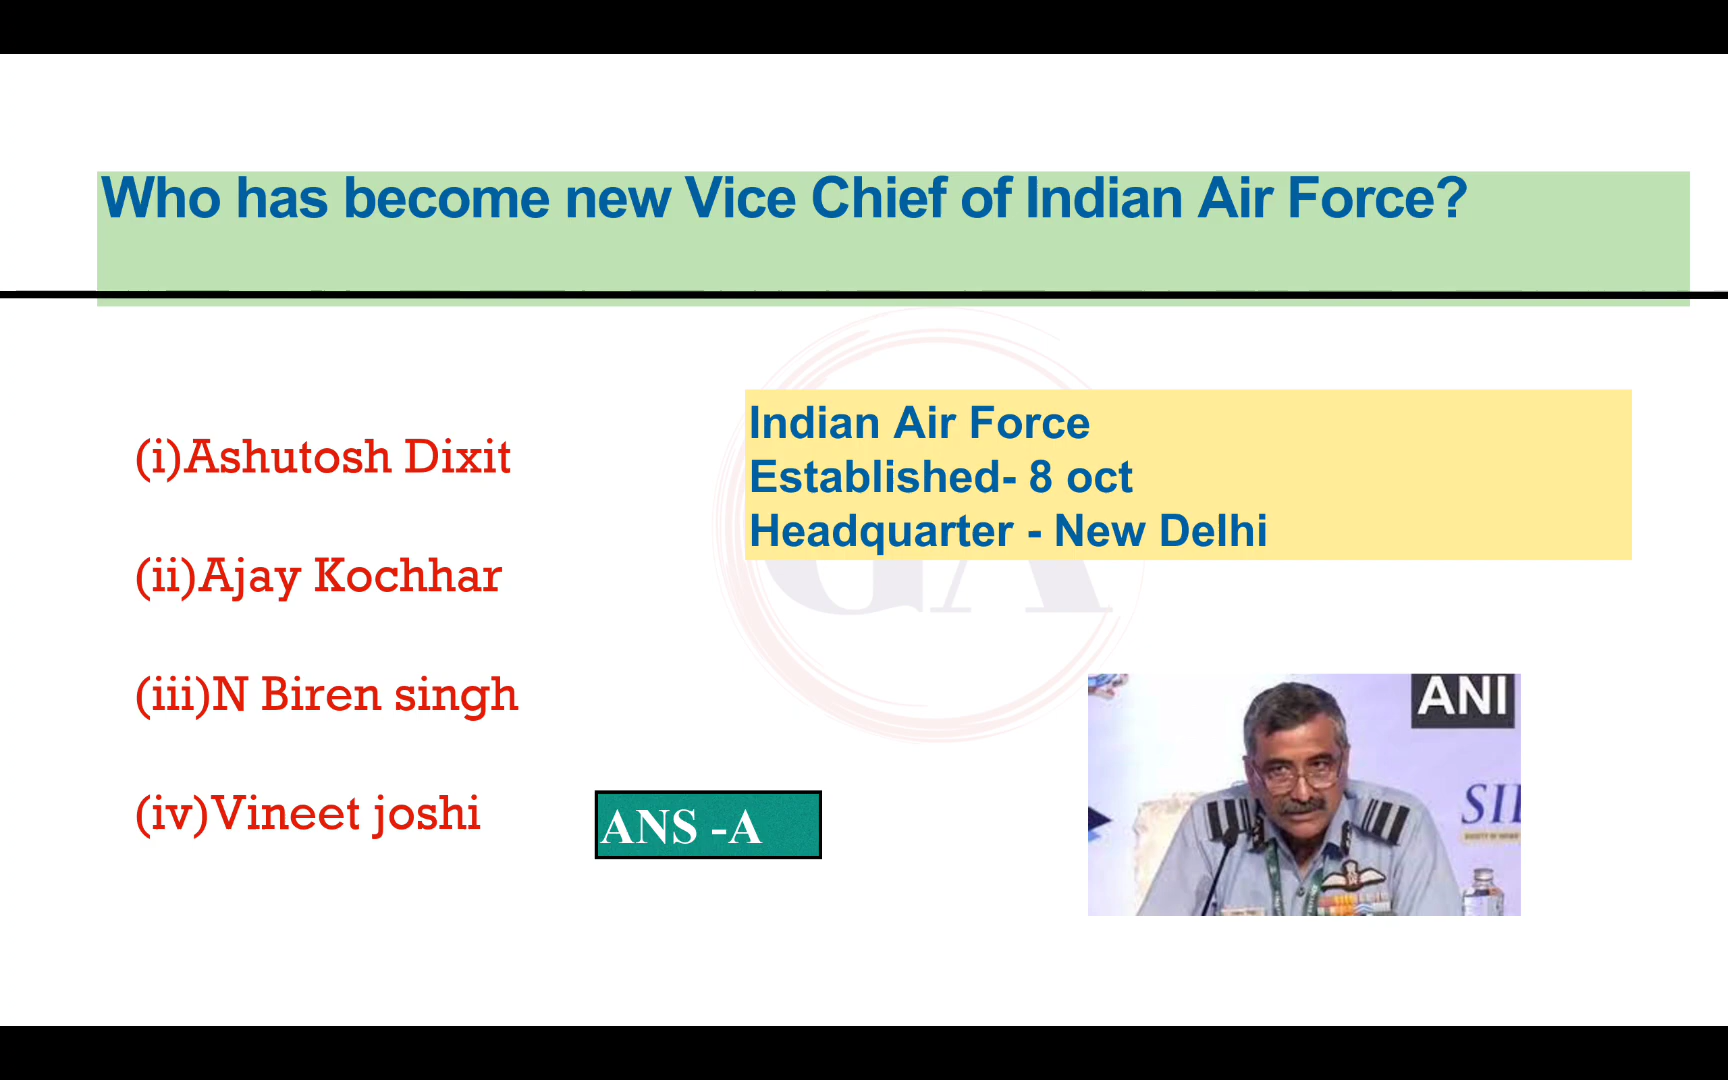 Who has become new Vice Chief of Indian Air Force?
(i)Ashutosh Dixit
(ii)Ajay Kochhar
(iii)N Biren singh
(iv)Vineet joshi
Indian Air Force
Established- 8 oct
Headquarter - New Delhi
GA
ANI
ANS -A